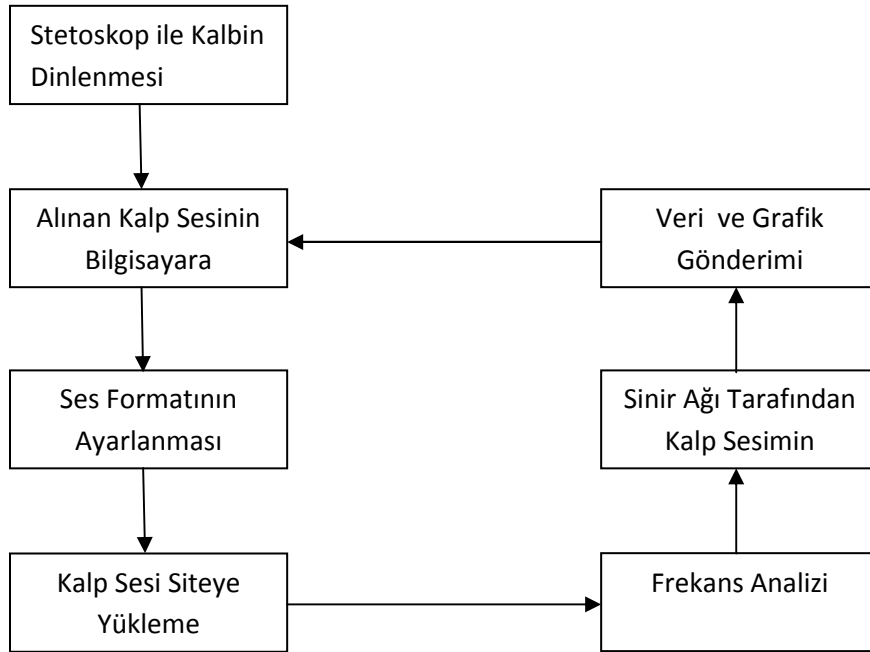 Stetoskop ile Kalbin
Dinlenmesi
Alınan Kalp Sesinin
Bilgisayara
Ses Formatının
Ayarlanması
Kalp Sesi Siteye
Yükleme
Frekans Analizi
Sinir Ağı Tarafından
Kalp Sesimin
Veri ve Grafik
Gönderimi